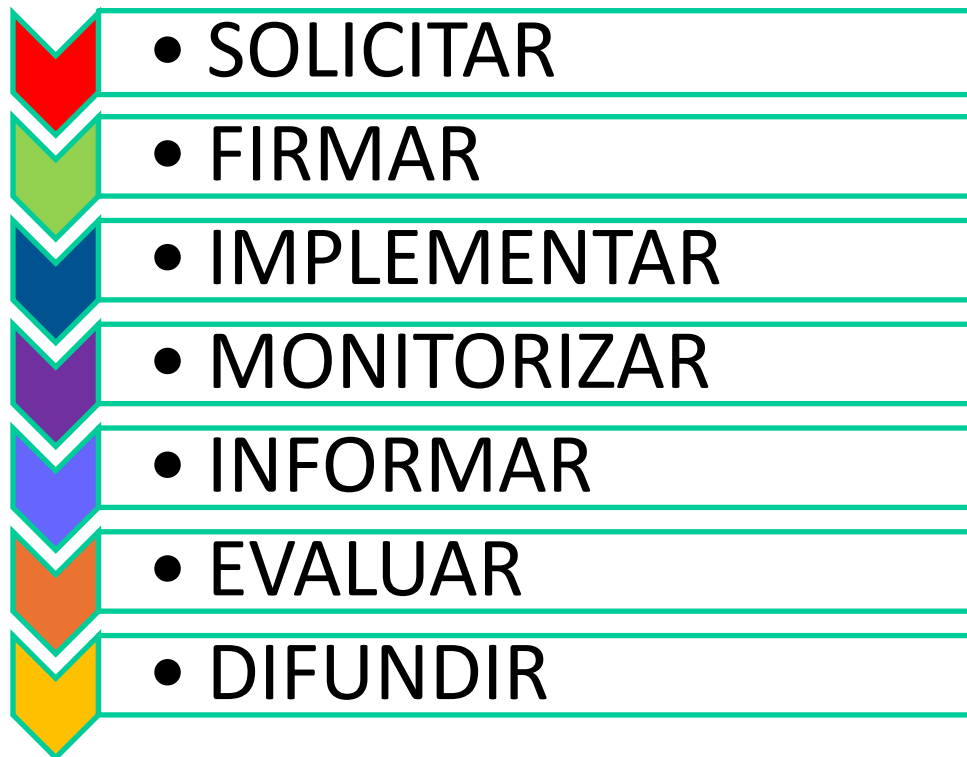 • SOLICITAR
• FIRMAR
• IMPLEMENTAR
• MONITORIZAR
• INFORMAR
• EVALUAR
• DIFUNDIR